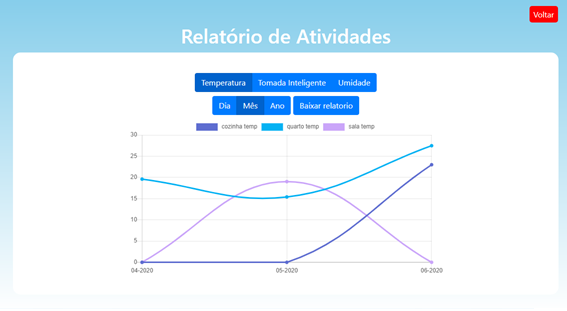 Voltar
Relatório de Atividades
Temperatura Tomada Inteligente Umidade
Dia Mês Ano Baixar relatorio
cozinha temp quarto temp sala temp
30
25
20
15
10
5
0
04-2020 05-2020 06-2020